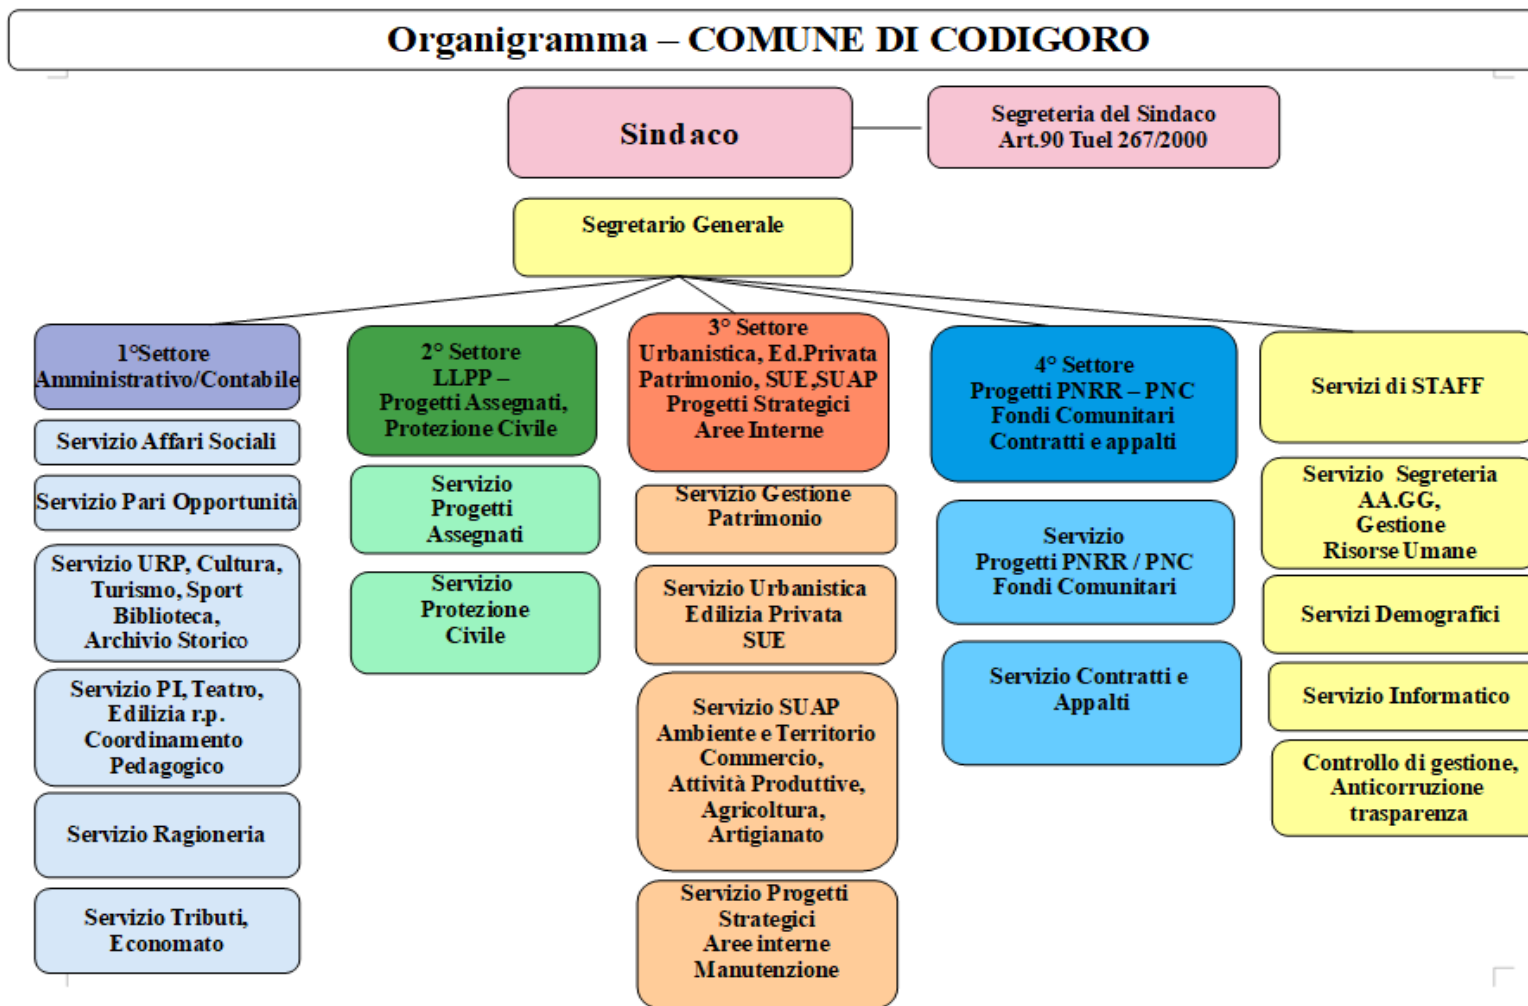 Organigramma – COMUNE DI CODIGORO
Sindaco
Segreteria del Sindaco
Art.90 Tuel 267/2000
Segretario Generale
1°Settore
Amministrativo/Contabile
Servizio Affari Sociali
Servizio Pari Opportunità
Servizio URP, Cultura,
Turismo, Sport
Biblioteca,
Archivio Storico
Servizio PI, Teatro,
Edilizia r.p.
Coordinamento
Pedagogico
Servizio Ragioneria
Servizio Tributi,
Economato
2° Settore
LLPP –
Progetti Assegnati,
Protezione Civile
Servizio
Progetti
Assegnati
Servizio
Protezione
Civile
3° Settore
Urbanistica, Ed.Privata
Patrimonio, SUE,SUAP
Progetti Strategici
Aree Interne
Servizio Gestione
Patrimonio
Servizio Urbanistica
Edilizia Privata
SUE
Servizio SUAP
Ambiente e Territorio
Commercio,
Attività Produttive,
Agricoltura,
Artigianato
Servizio Progetti
Strategici
Aree interne
Manutenzione
4° Settore
Progetti PNRR – PNC
Fondi Comunitari
Contratti e appalti
Servizio
Progetti PNRR / PNC
Fondi Comunitari
Servizio Contratti e
Appalti
Servizi di STAFF
Servizio Segreteria
AA.GG,
Gestione
Risorse Umane
Servizi Demografici
Servizio Informatico
Controllo di gestione,
Anticorruzione
trasparenza